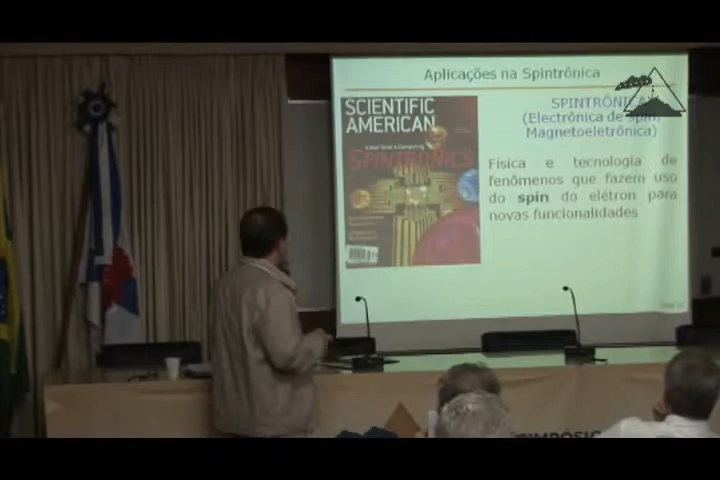 Aplicações na Spintrônica
SCIENTIFIC
AMERICAN
SPINTRONICS
SPINTRÔNICA
(Electrônica de spin,
Magnetoeletrônica)
Física e tecnologia de
fenômenos que fazem uso
do spin do elétron para
novas funcionalidades
SIMPÓSIO